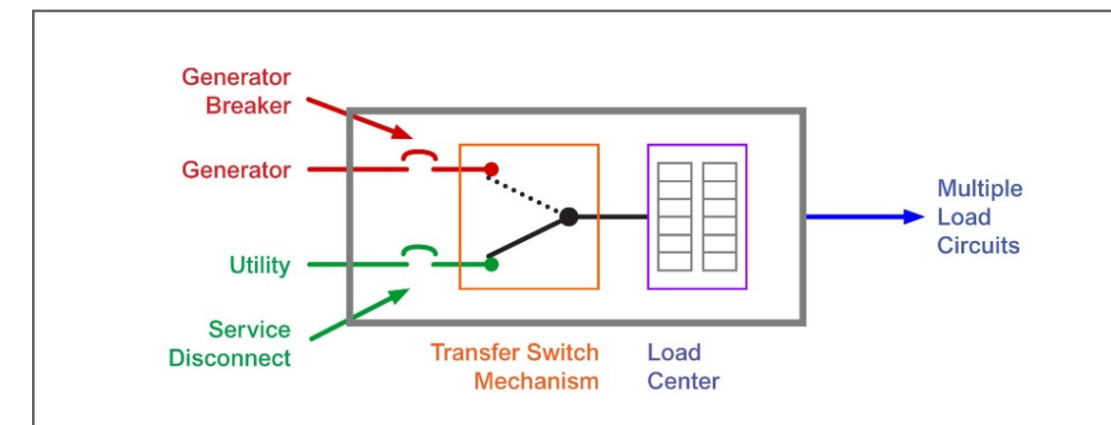 Generator
Breaker
Generator
Utility
Service
Disconnect
Transfer Switch
Mechanism
Load
Center
Multiple
Load
Circuits